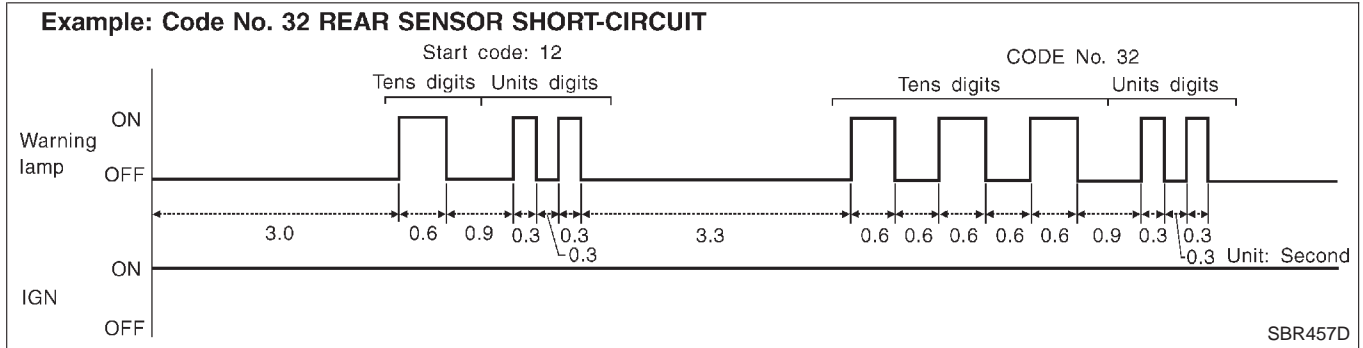 Example: Code No. 32 REAR SENSOR SHORT-CIRCUIT
Start code: 12
CODE No. 32
Tens digits Units digits
Tens digits Units digits
ON
Warning
lamp
OFF
3.0 0.6 0.9 0.3 0.3 3.3 0.6 0.6 0.6 0.6 0.6 0.9 0.3 0.3
0.3 0.3 Unit: Second
ON
IGN
OFF
SBR457D